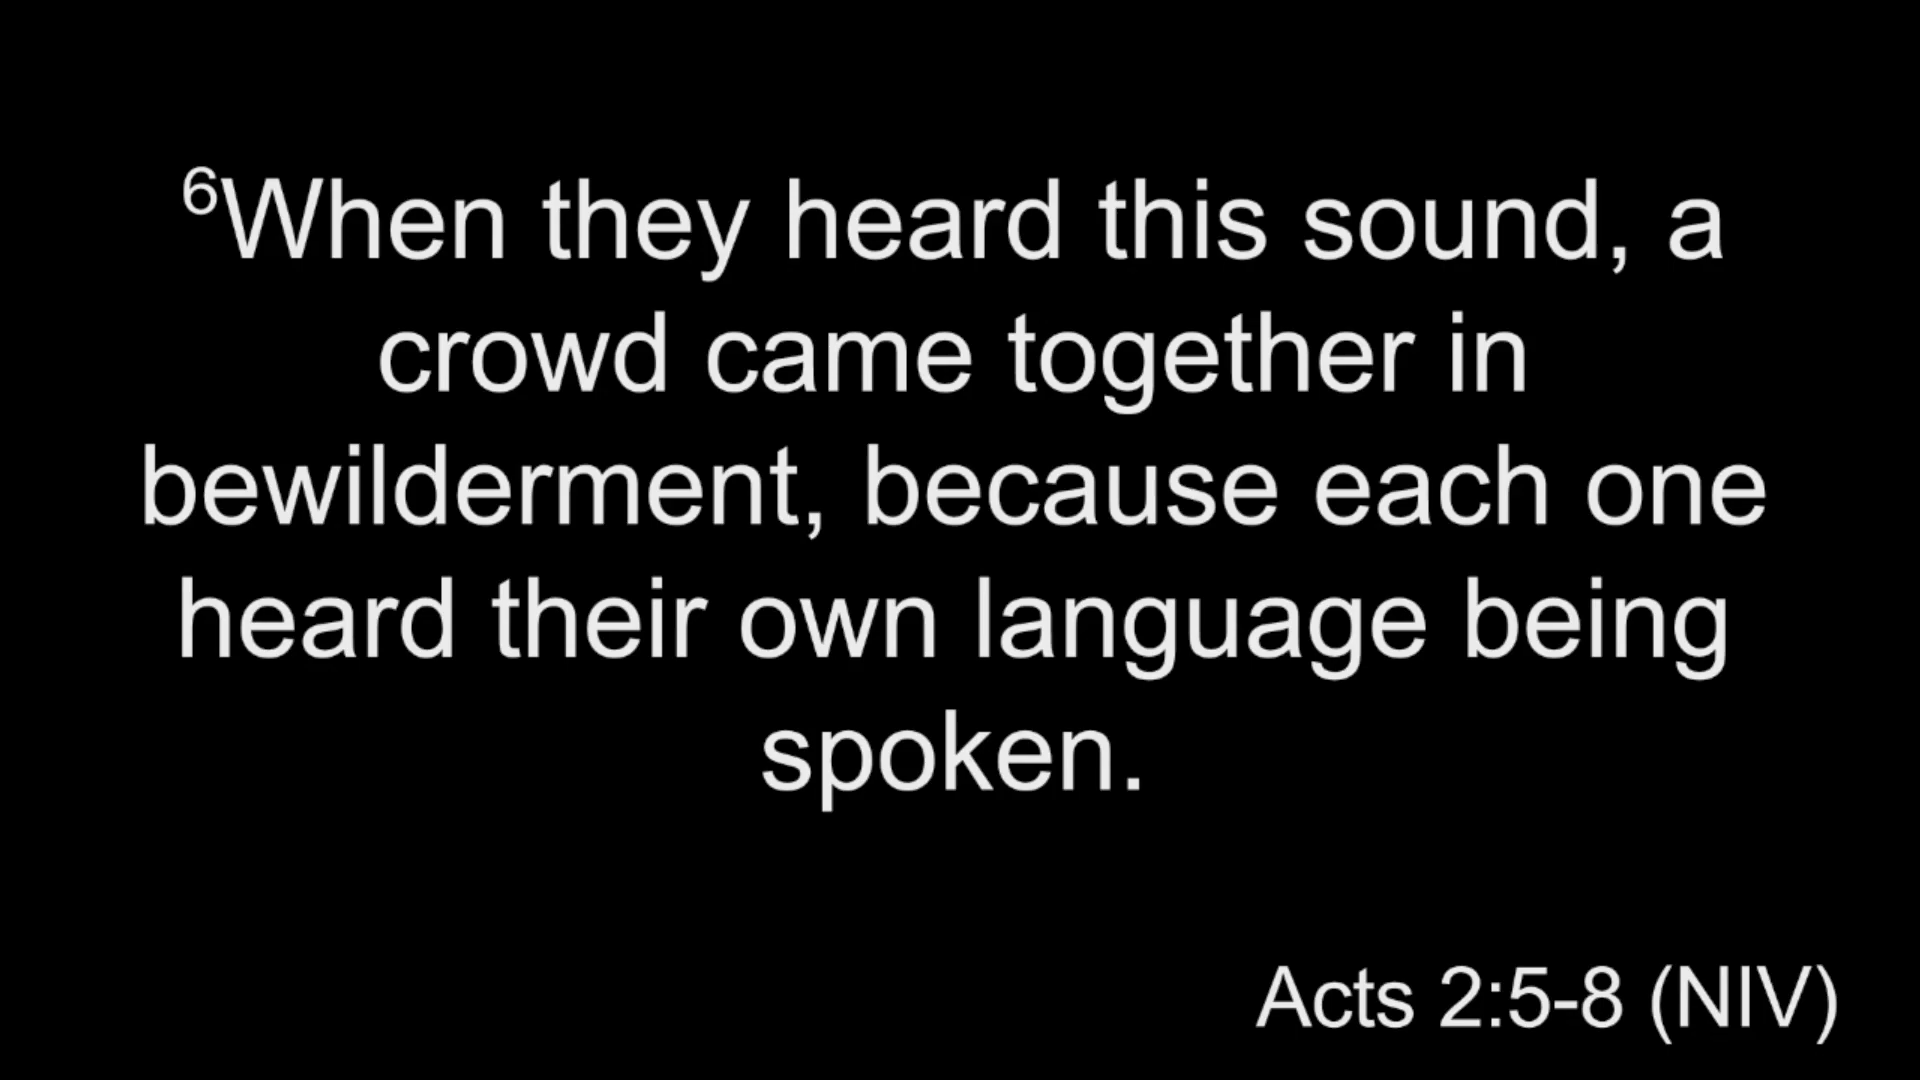 ⁶When they heard this sound, a
crowd came together in
bewilderment, because each one
heard their own language being
spoken.
Acts 2:5-8 (NIV)